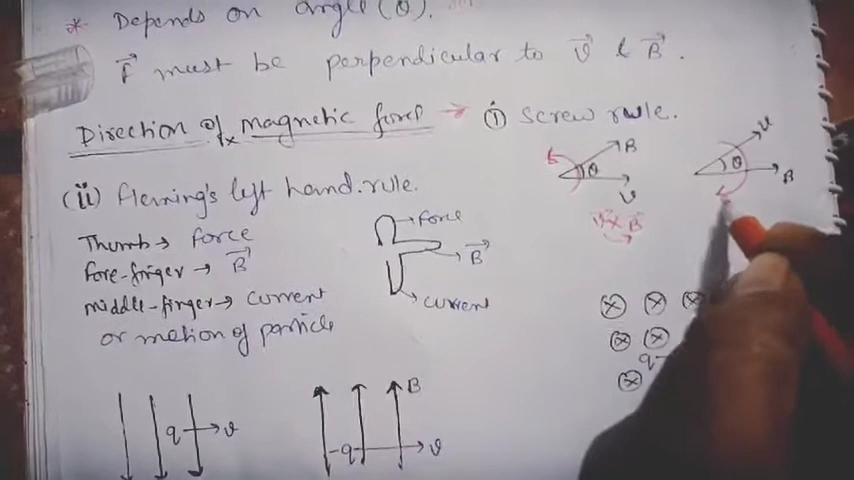 * Depends on angle (θ).
F must be perpendicular to v & B.
Direction of magnetic force → (i) Screw rule.
B
θ
v
v × B
v
θ
B
(ii) Fleming's left hand rule.
Thumb → force
Fore-finger → B
middle-finger → current
or motion of particle
force
B
current
q
v
B
q
v
q